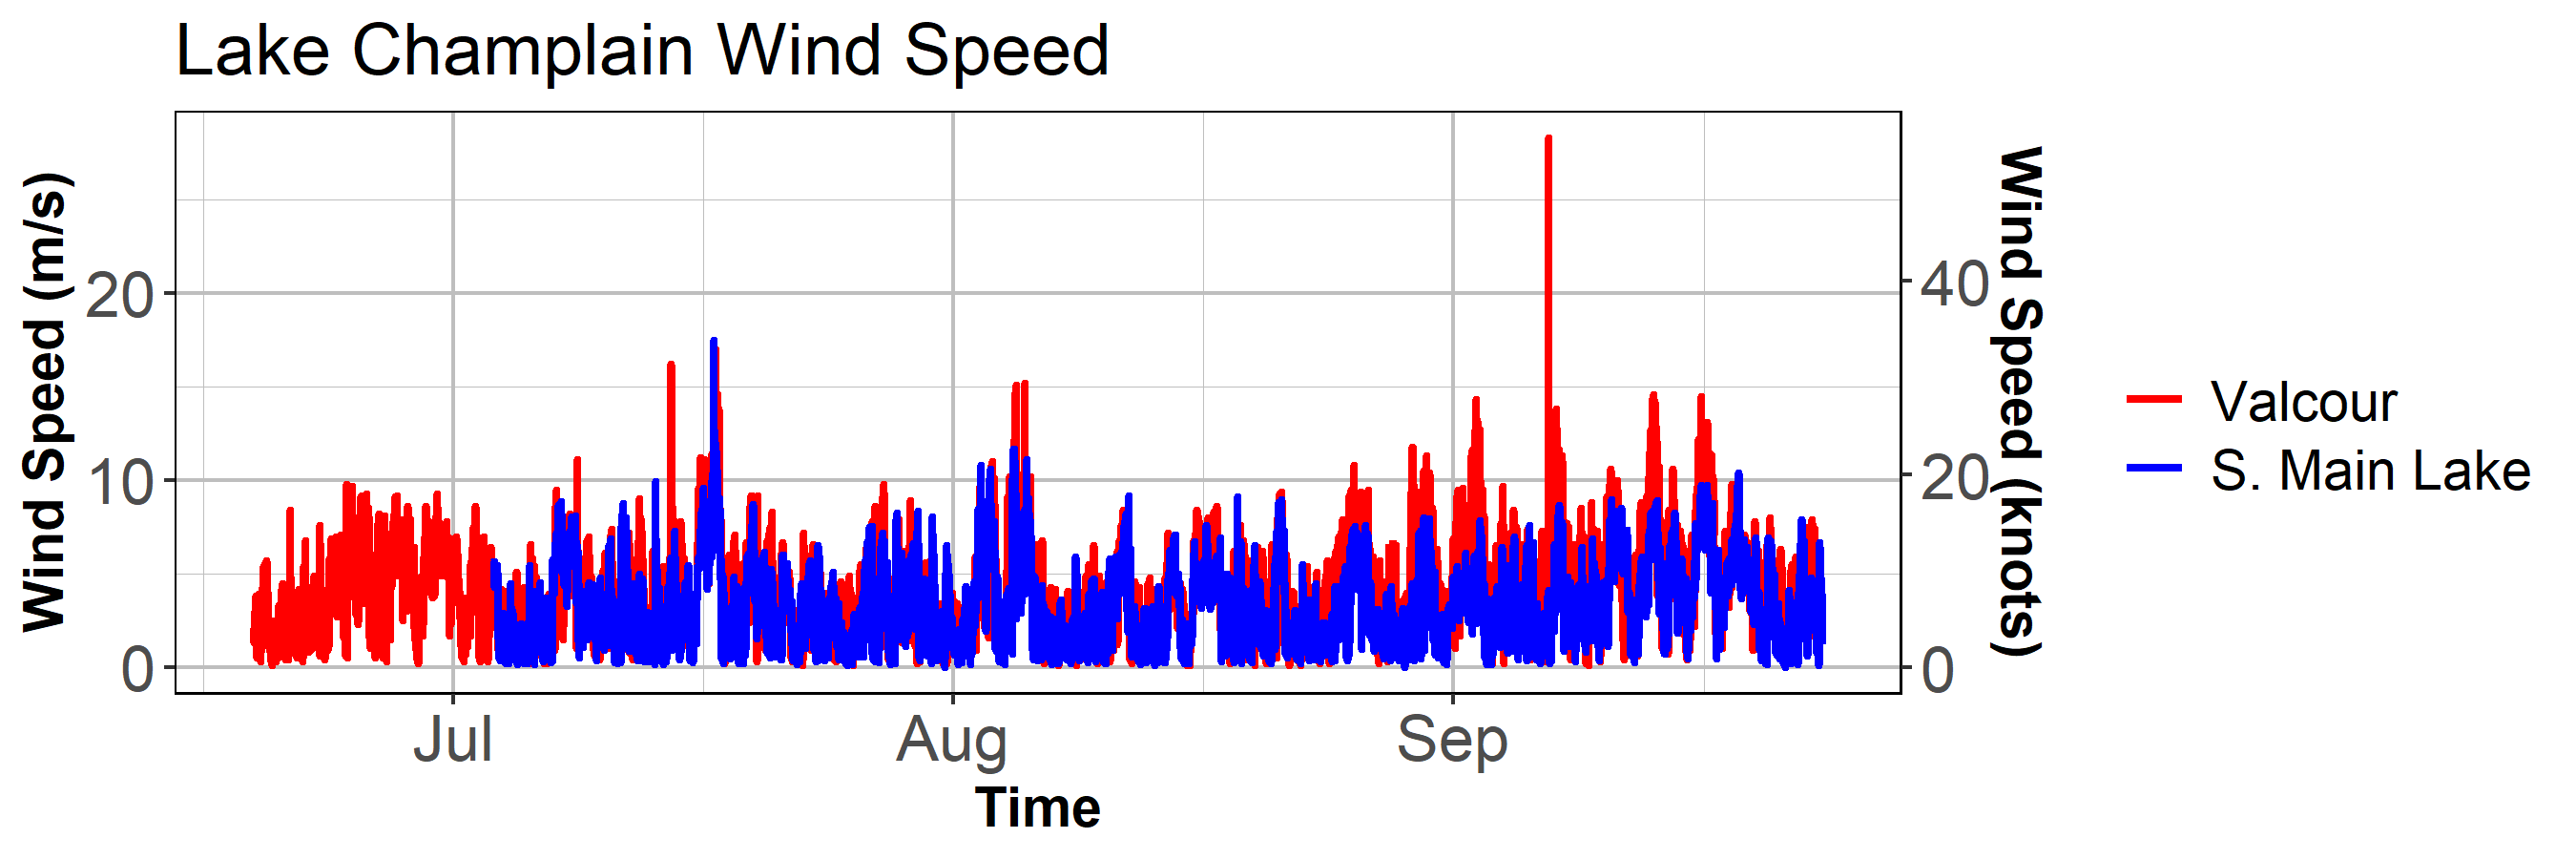 Lake Champlain Wind Speed
Wind Speed (m/s)
20
10
0
Jul
Aug
Sep
Time
40
20
0
Wind Speed (knots)
Valcour
S. Main Lake